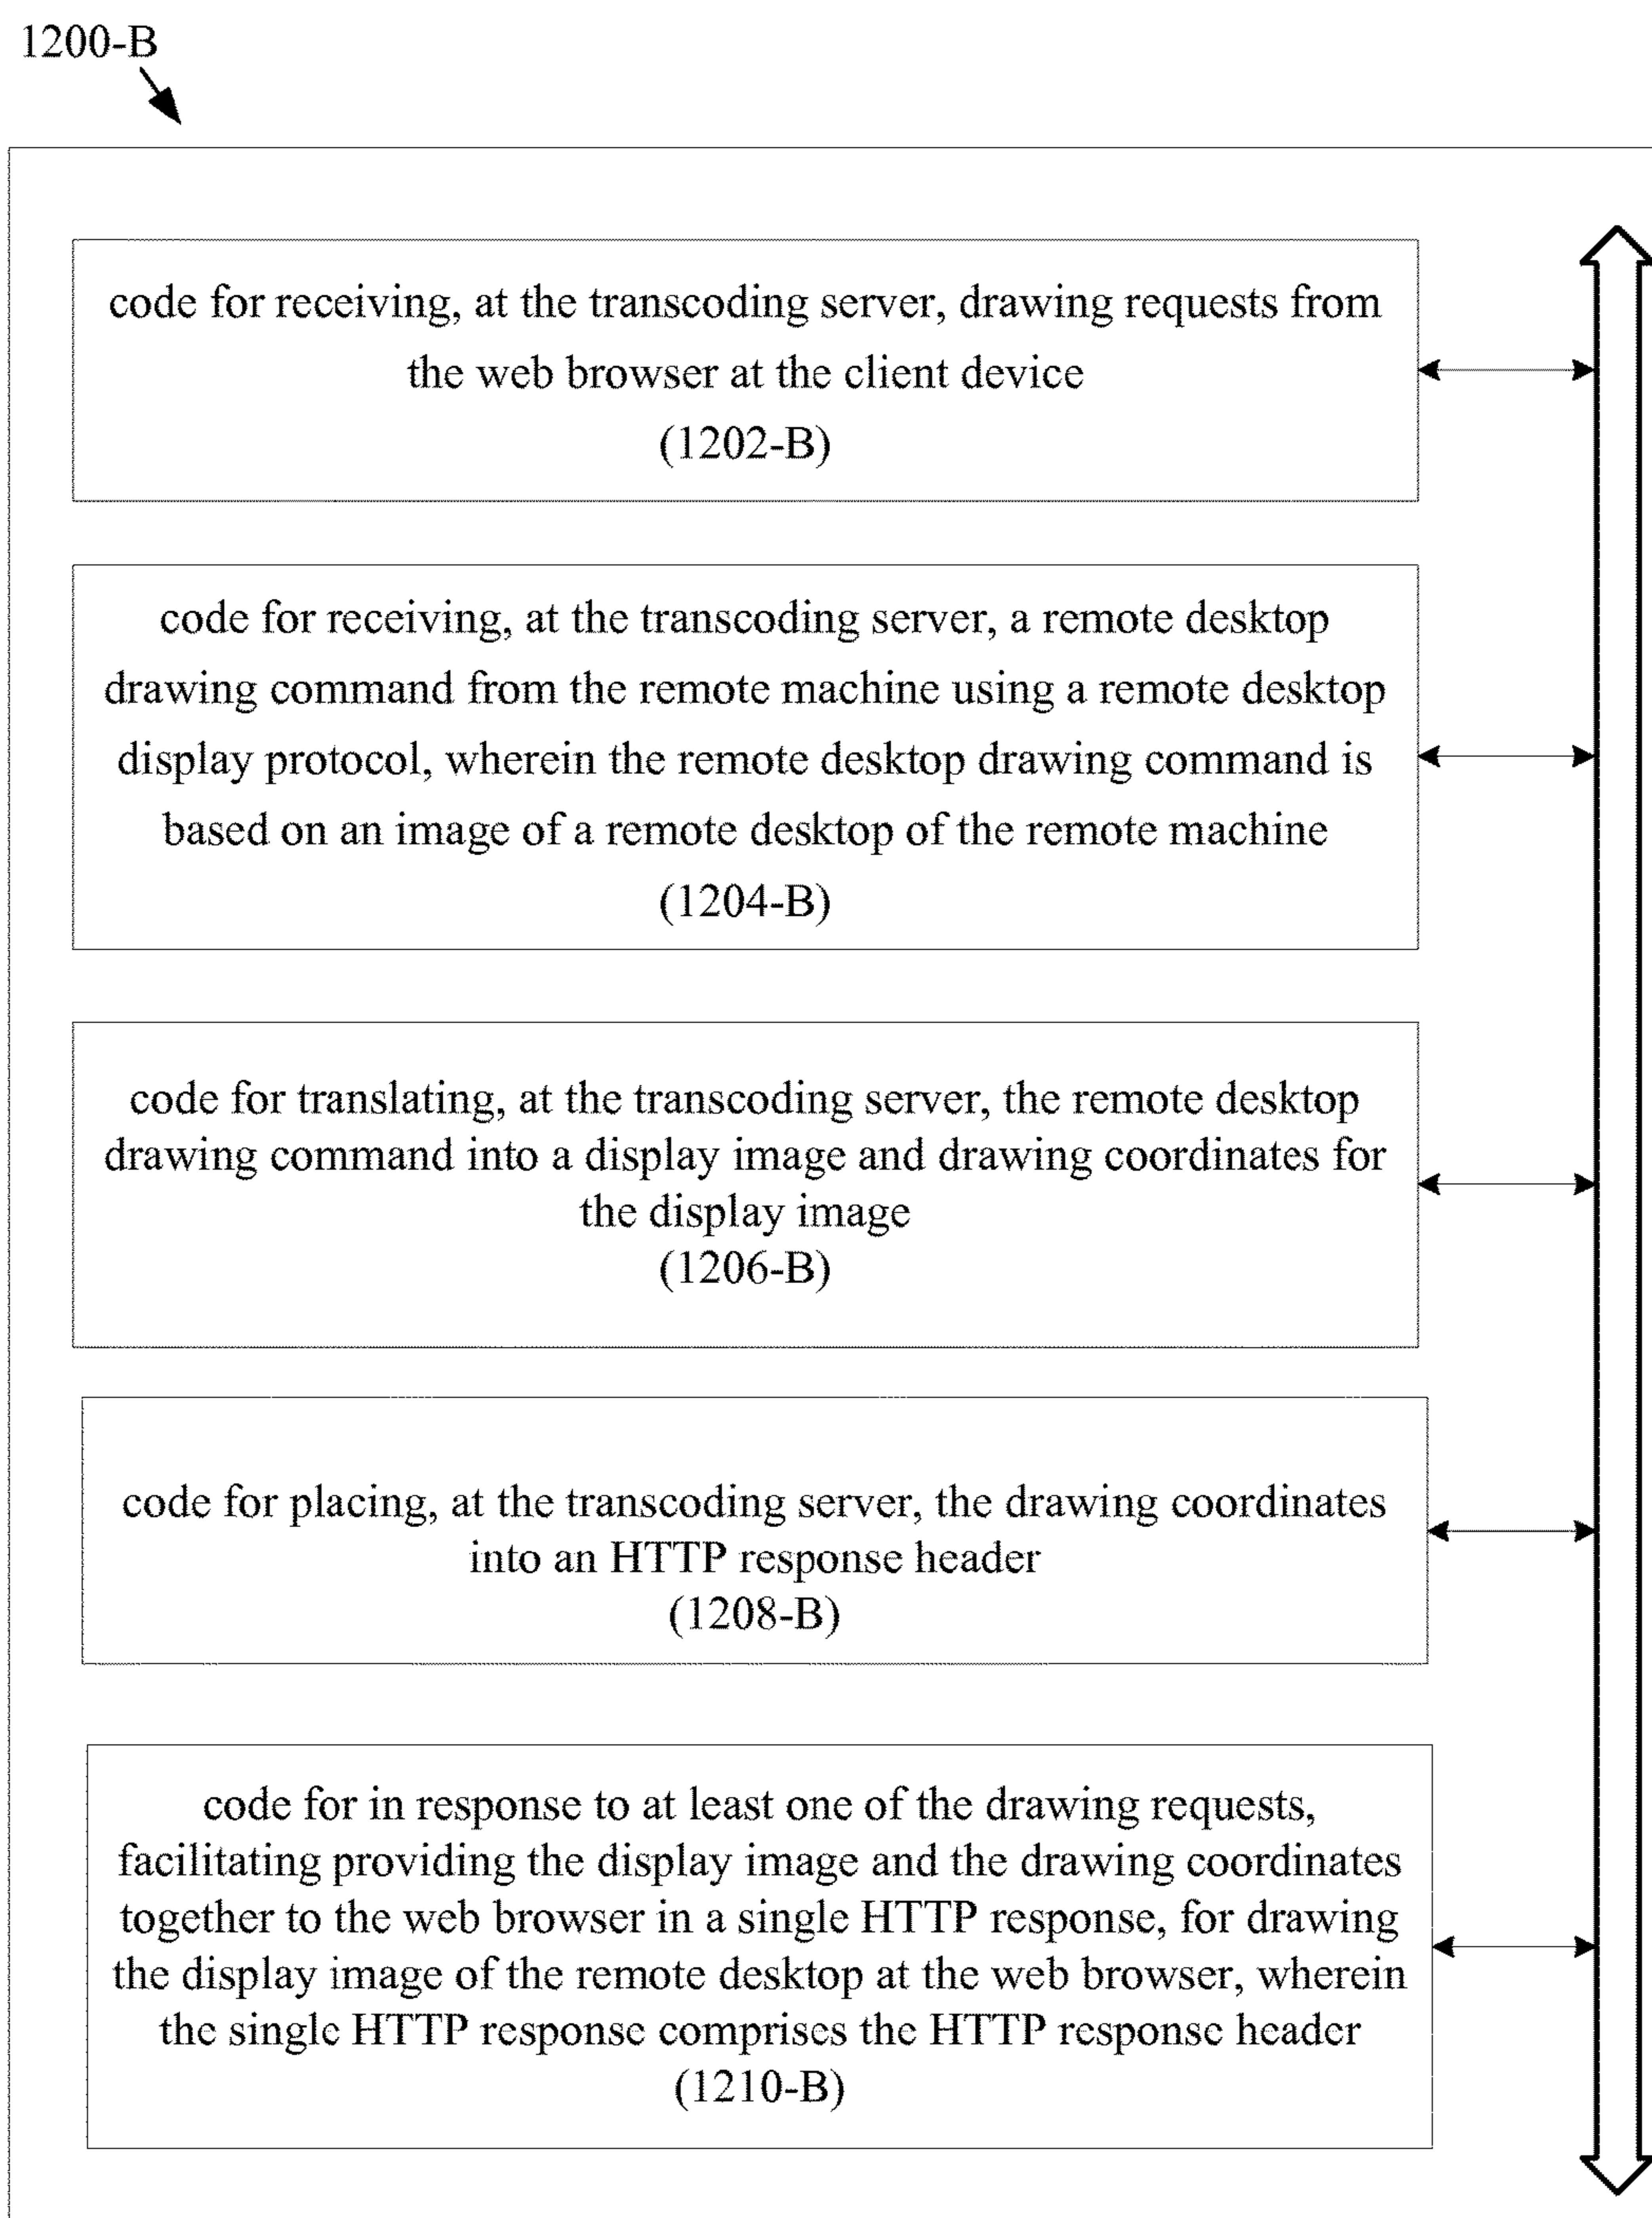 1200-B
code for receiving, at the transcoding server, drawing requests from
the web browser at the client device
(1202-B)
code for receiving, at the transcoding server, a remote desktop
drawing command from the remote machine using a remote desktop
display protocol, wherein the remote desktop drawing command is
based on an image of a remote desktop of the remote machine
(1204-B)
code for translating, at the transcoding server, the remote desktop
drawing command into a display image and drawing coordinates for
the display image
(1206-B)
code for placing, at the transcoding server, the drawing coordinates
into an HTTP response header
(1208-B)
code for in response to at least one of the drawing requests,
facilitating providing the display image and the drawing coordinates
together to the web browser in a single HTTP response, for drawing
the display image of the remote desktop at the web browser, wherein
the single HTTP response comprises the HTTP response header
(1210-B)